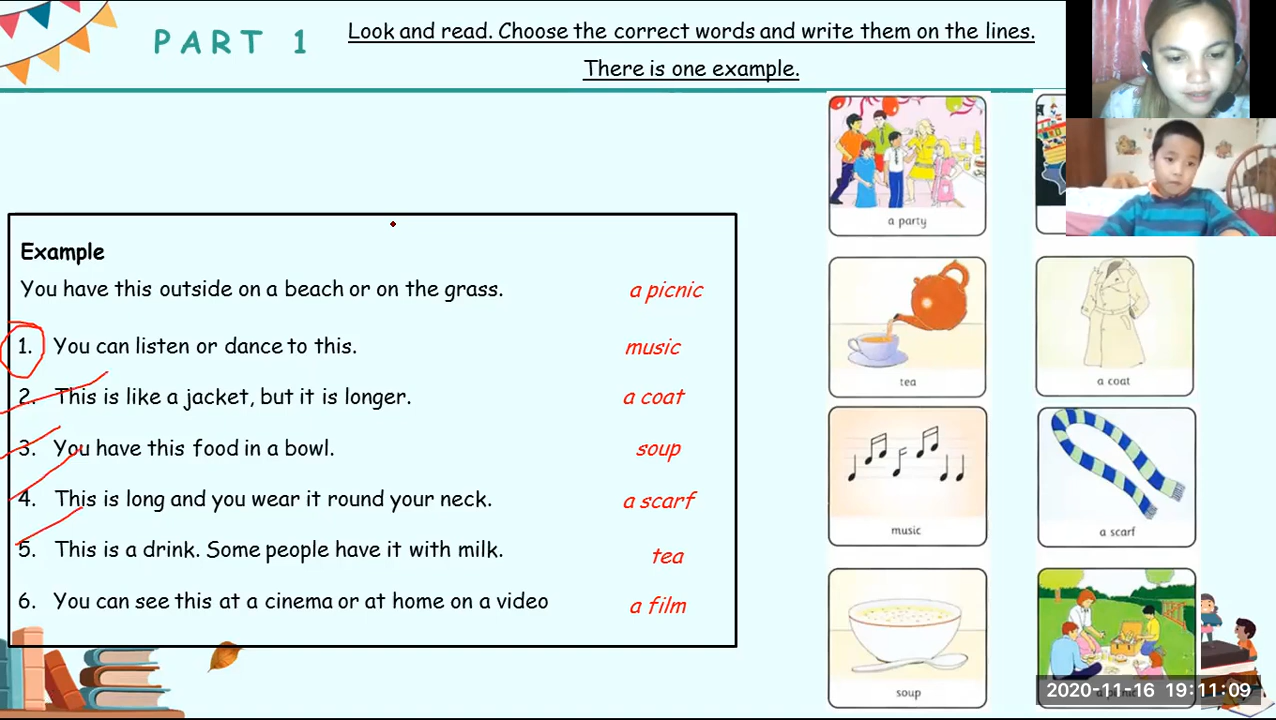 PART 1
Look and read. Choose the correct words and write them on the lines.
There is one example.
a party
Example
You have this outside on a beach or on the grass. a picnic
1. You can listen or dance to this. music
2. This is like a jacket, but it is longer. a coat
3. You have this food in a bowl. soup
4. This is long and you wear it round your neck. a scarf
5. This is a drink. Some people have it with milk. tea
6. You can see this at a cinema or at home on a video a film
tea
a coat
music
a scarf
soup
2020-11-16 19:11:09